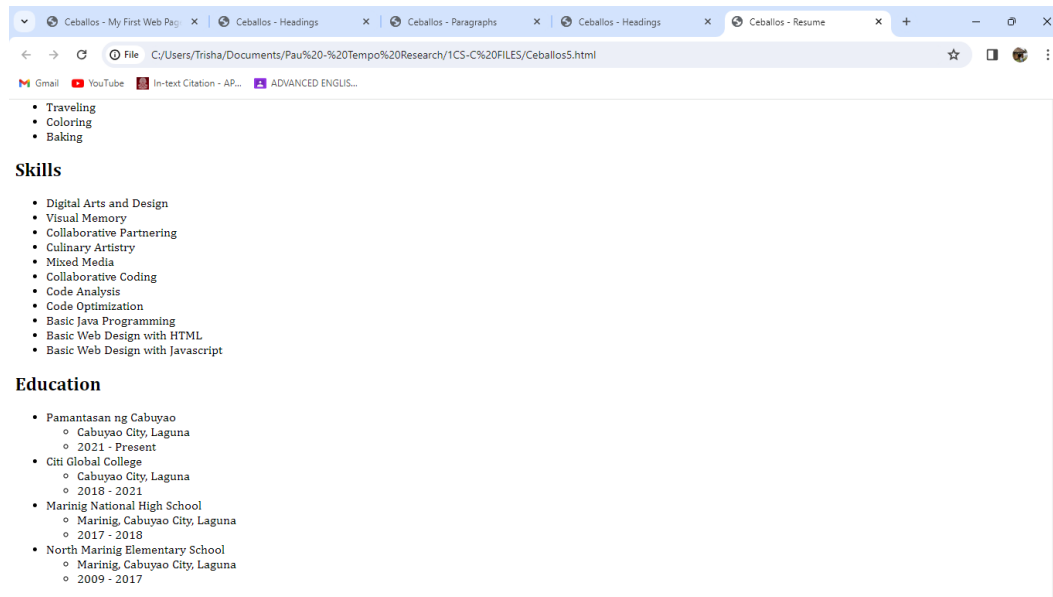 Ceballos - My First Web Pag
Ceballos - Headings
Ceballos - Paragraphs
Ceballos - Headings
Ceballos - Resume
File C:/Users/Trisha/Documents/Pau%20-%20Tempo%20Research/1CS-C%20FILES/Ceballos5.html
Gmail
YouTube
In-text Citation - AP...
ADVANCED ENGLIS...
Traveling
Coloring
Baking
Skills
Digital Arts and Design
Visual Memory
Collaborative Partnering
Culinary Artistry
Mixed Media
Collaborative Coding
Code Analysis
Code Optimization
Basic Java Programming
Basic Web Design with HTML
Basic Web Design with Javascript
Education
Pamantasan ng Cabuyao
Cabuyao City, Laguna
2021 - Present
Citi Global College
Cabuyao City, Laguna
2018 - 2021
Marinig National High School
Marinig, Cabuyao City, Laguna
2017 - 2018
North Marinig Elementary School
Marinig, Cabuyao City, Laguna
2009 - 2017